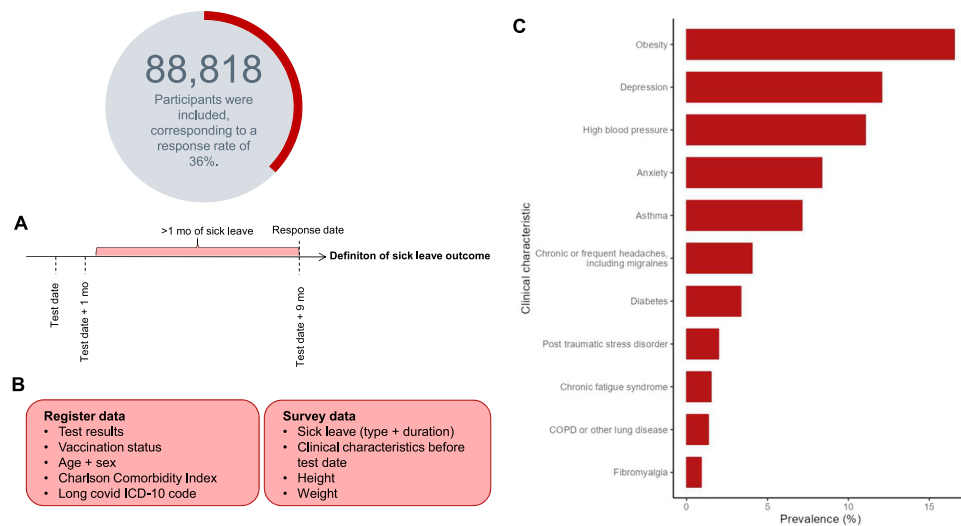 88,818
Participants were
included,
corresponding to a
response rate of
36%.
A
>1 mo of sick leave
Response date
Definiton of sick leave outcome
Test date
Test date + 1 mo
Test date + 9 mo
B
Register data
• Test results
• Vaccination status
• Age + sex
• Charlson Comorbidity Index
• Long covid ICD-10 code
Survey data
• Sick leave (type + duration)
• Clinical characteristics before
test date
• Height
• Weight
C
Clinical characteristic
Obesity
Depression
High blood pressure
Anxiety
Asthma
Chronic or frequent headaches,
including migraines
Diabetes
Post traumatic stress disorder
Chronic fatigue syndrome
COPD or other lung disease
Fibromyalgia
0 5 10 15
Prevalence (%)